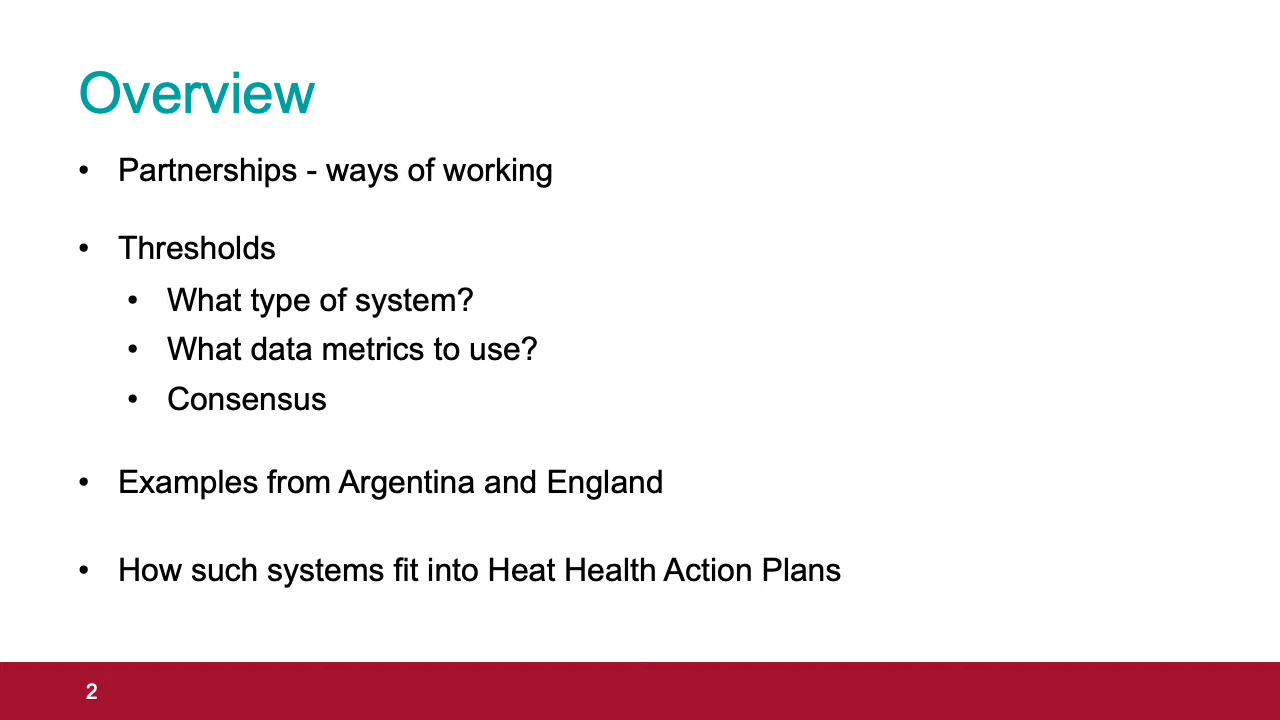 Overview
• Partnerships - ways of working
• Thresholds
• What type of system?
• What data metrics to use?
• Consensus
• Examples from Argentina and England
• How such systems fit into Heat Health Action Plans
2